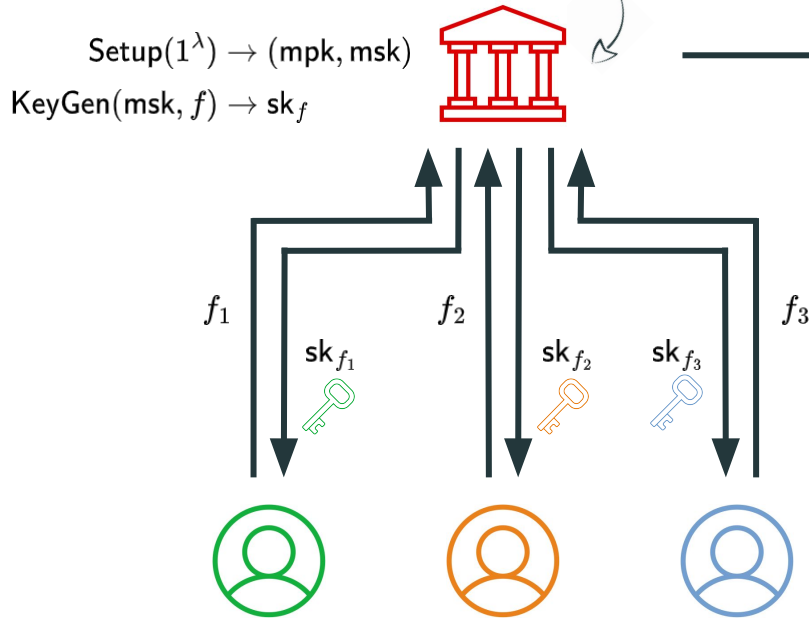 Setup(1^λ) → (mpk, msk)
KeyGen(msk, f) → sk_f
f_1
f_2
f_3
sk_{f_1}
sk_{f_2}
sk_{f_3}